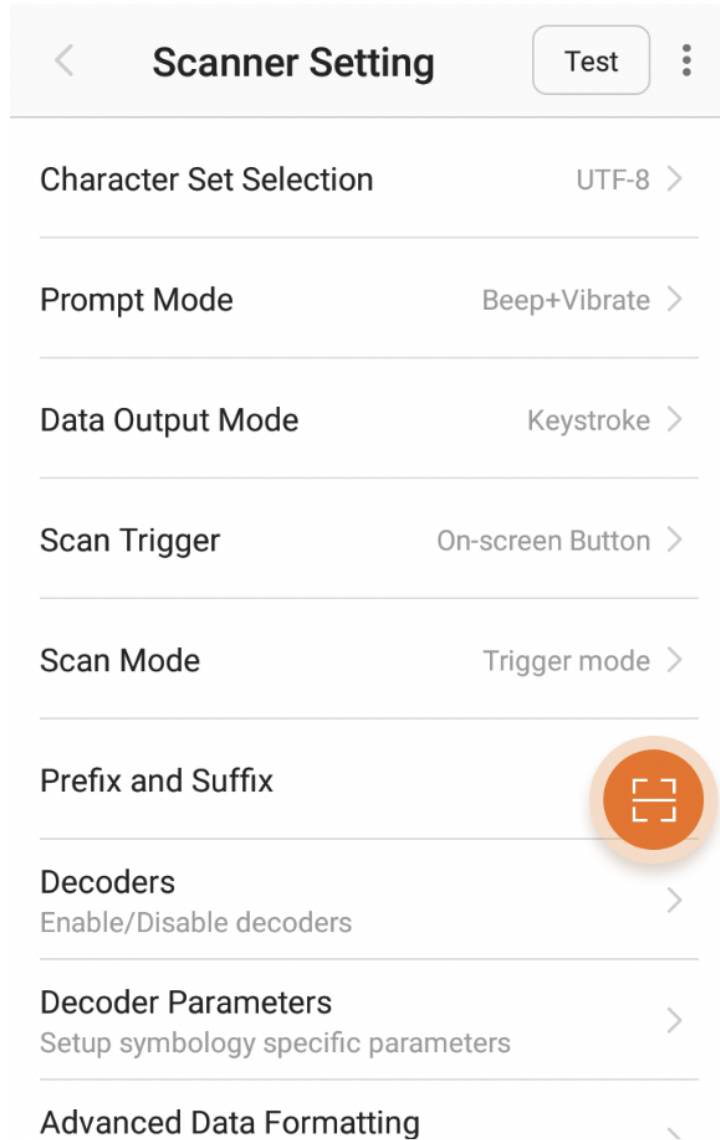 Scanner Setting
Test
Character Set Selection
UTF-8
Prompt Mode
Beep+Vibrate
Data Output Mode
Keystroke
Scan Trigger
On-screen Button
Scan Mode
Trigger mode
Prefix and Suffix
Decoders
Enable/Disable decoders
Decoder Parameters
Setup symbology specific parameters
Advanced Data Formatting